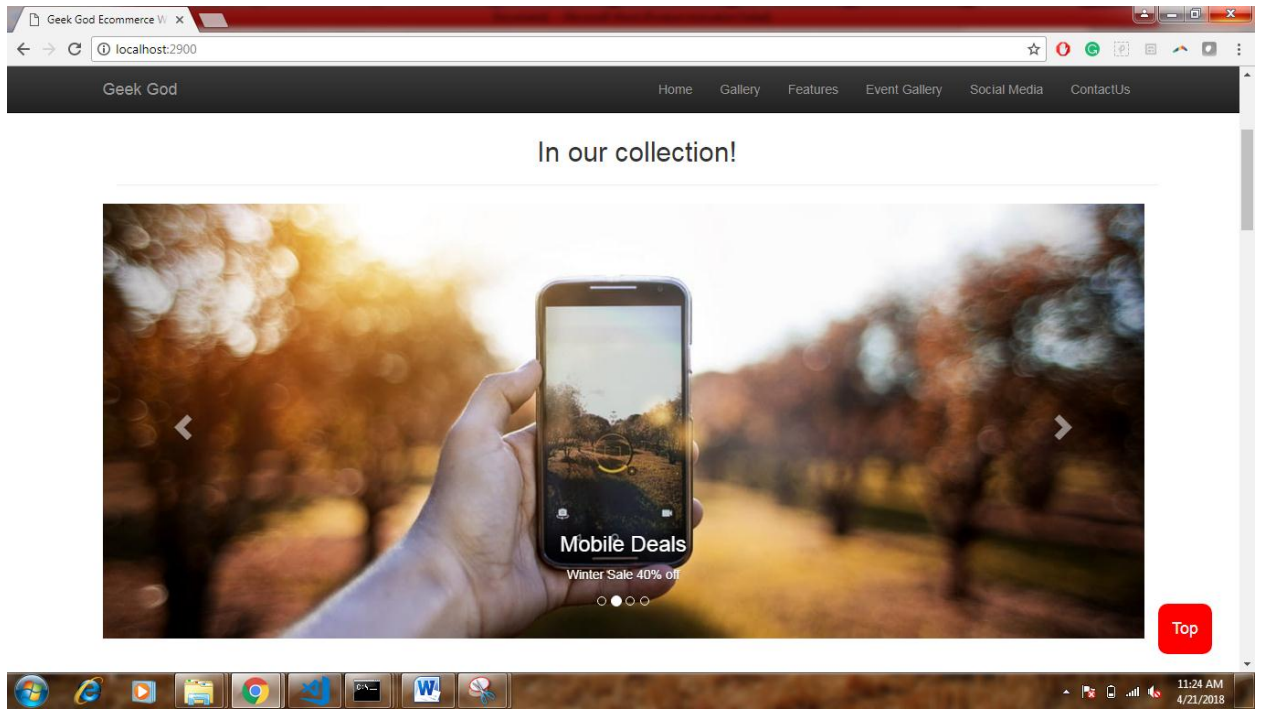 Geek God Ecommerce W
localhost:2900
Geek God
Home Gallery Features Event Gallery Social Media ContactUs
In our collection!
Mobile Deals
Winter Sale 40% off
Top
11:24 AM
4/21/2018